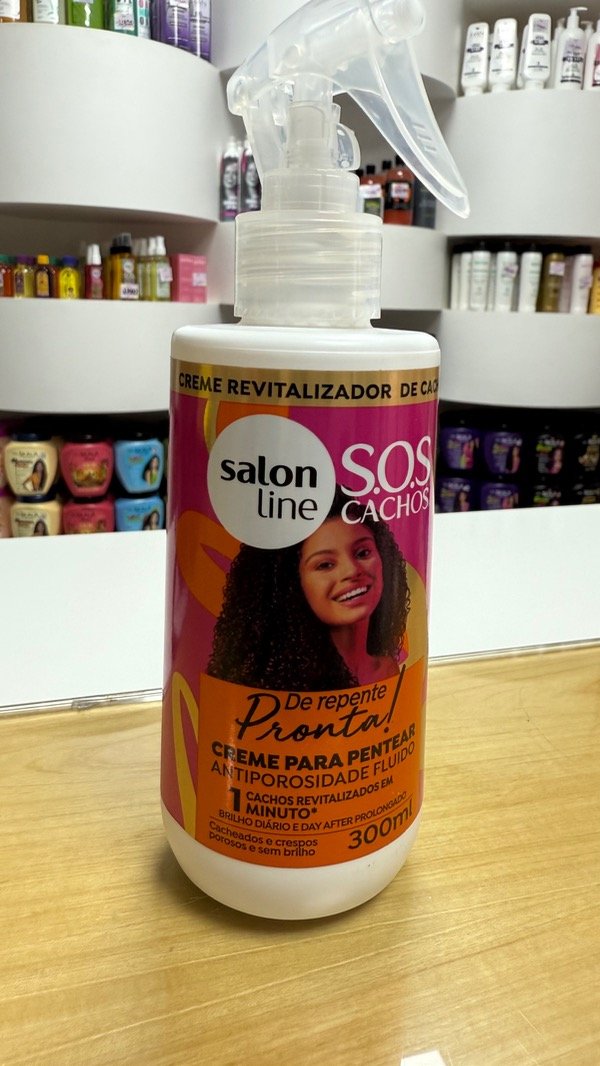 CREME REVITALIZADOR DE CACH
salon
line
S.O.S
CACHOS
De repente
Pronta!
CREME PARA PENTEAR
ANTIPOROSIDADE FLUIDO
1 CACHOS REVITALIZADOS EM
MINUTO*
BRILHO DIÁRIO E DAY AFTER PROLONGADO
Cacheados e crespos
porosos e sem brilho
300ml